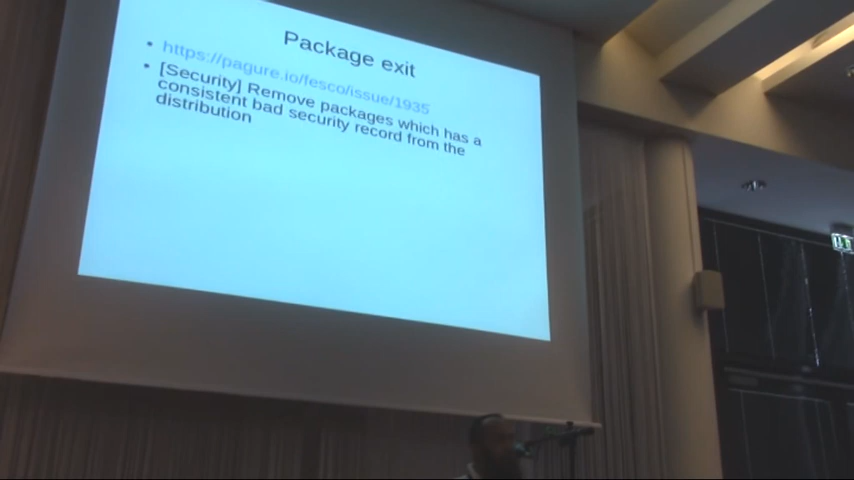 Package exit
• https://pagure.io/fesco/issue/1935
• [Security] Remove packages which has a
consistent bad security record from the
distribution